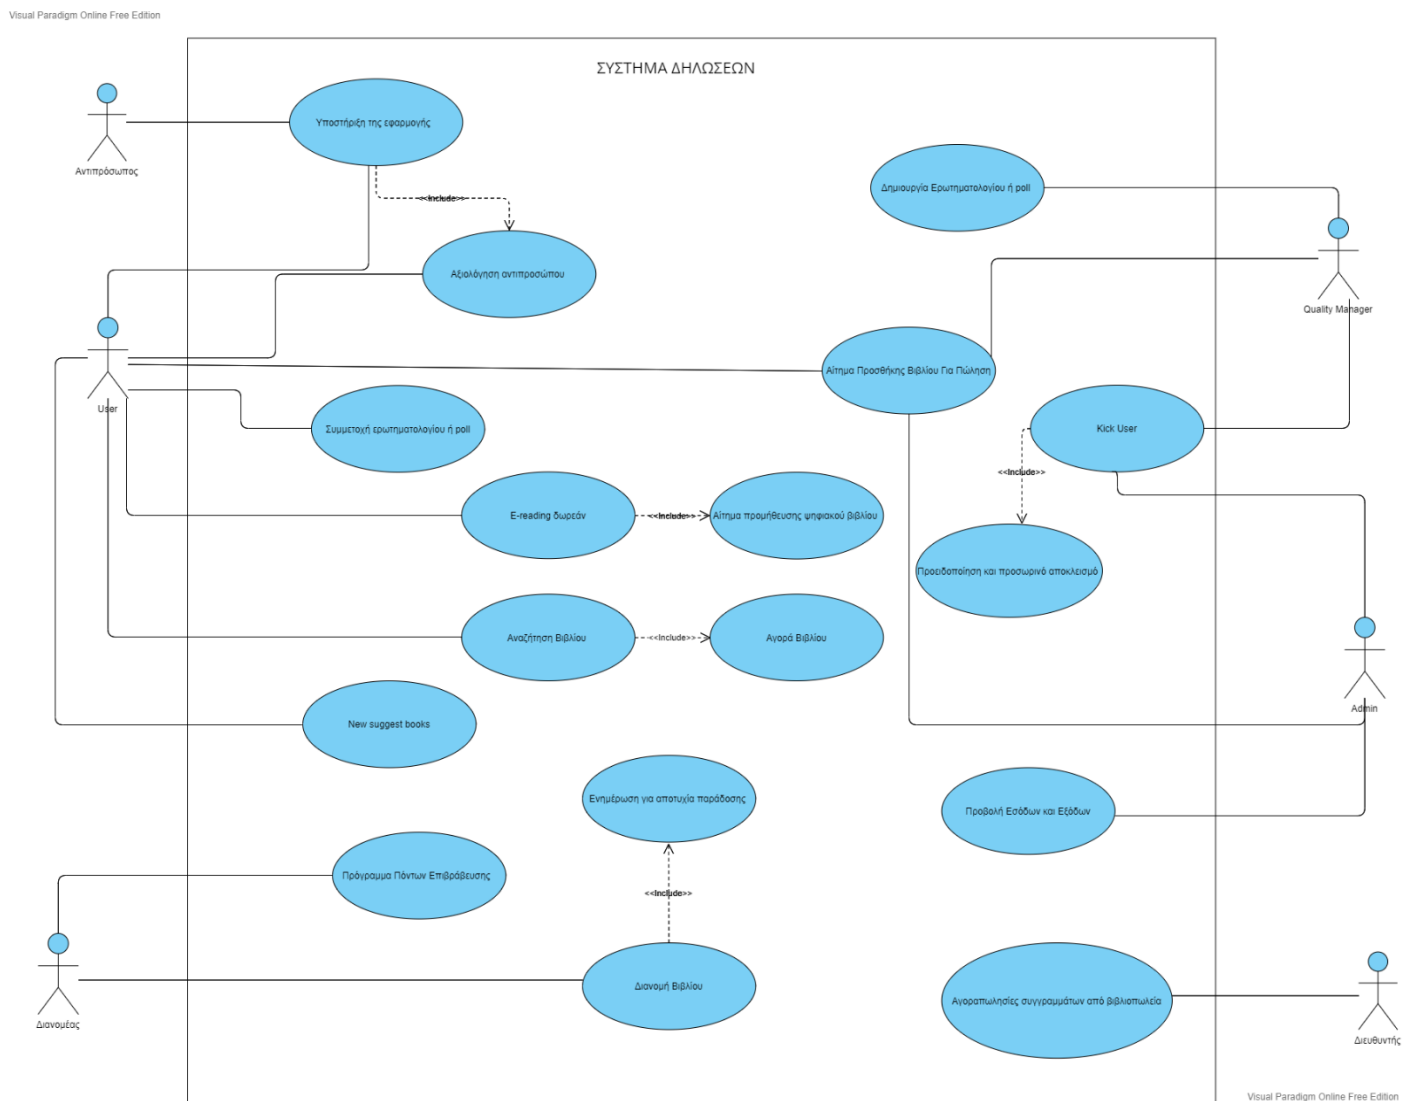 Visual Paradigm Online Free Edition
ΣΥΣΤΗΜΑ ΔΗΛΩΣΕΩΝ
Υποστήριξη της εφαρμογής
Αντιπρόσωπος
Δημιουργία Ερωτηματολογίου ή poll
<<Include>>
Αξιολόγηση αντιπροσώπου
Quality Manager
Αίτημα Προσθήκης Βιβλίου Για Πώληση
User
Συμμετοχή ερωτηματολογίου ή poll
Kick User
<<Include>>
E-reading δωρεάν
<<Include>>
Αίτημα προμήθευσης ψηφιακού βιβλίου
Προειδοποίηση και προσωρινό αποκλεισμό
Αναζήτηση Βιβλίου
<<Include>>
Αγορά Βιβλίου
Admin
New suggest books
Ενημέρωση για αποτυχία παράδοσης
Προβολή Εσόδων και Εξόδων
Πρόγραμμα Πόντων Επιβράβευσης
<<Include>>
Διανομή Βιβλίου
Αγοραπωλησίες συγγραμμάτων από βιβλιοπωλεία
Διανομέας
Διευθυντής
Visual Paradigm Online Free Edition